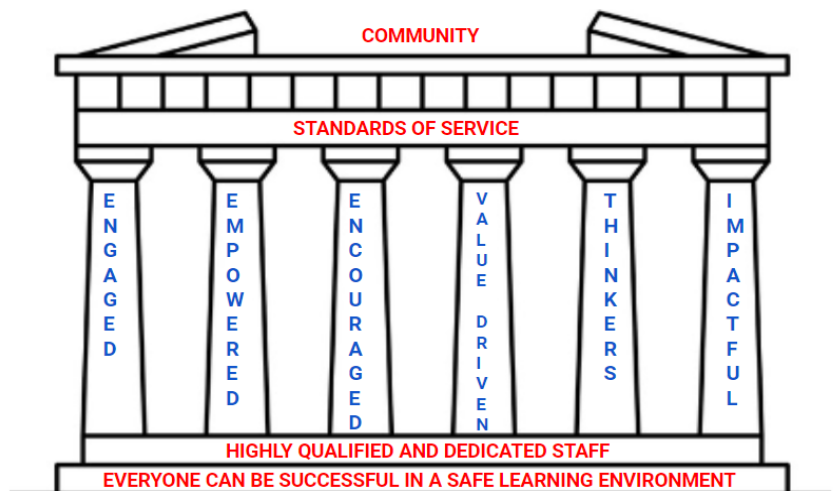 COMMUNITY
STANDARDS OF SERVICE
ENGAGED
EMPOWERED
ENCOURAGED
VALUE DRIVEN
THINKERS
IMPACTFUL
HIGHLY QUALIFIED AND DEDICATED STAFF
EVERYONE CAN BE SUCCESSFUL IN A SAFE LEARNING ENVIRONMENT